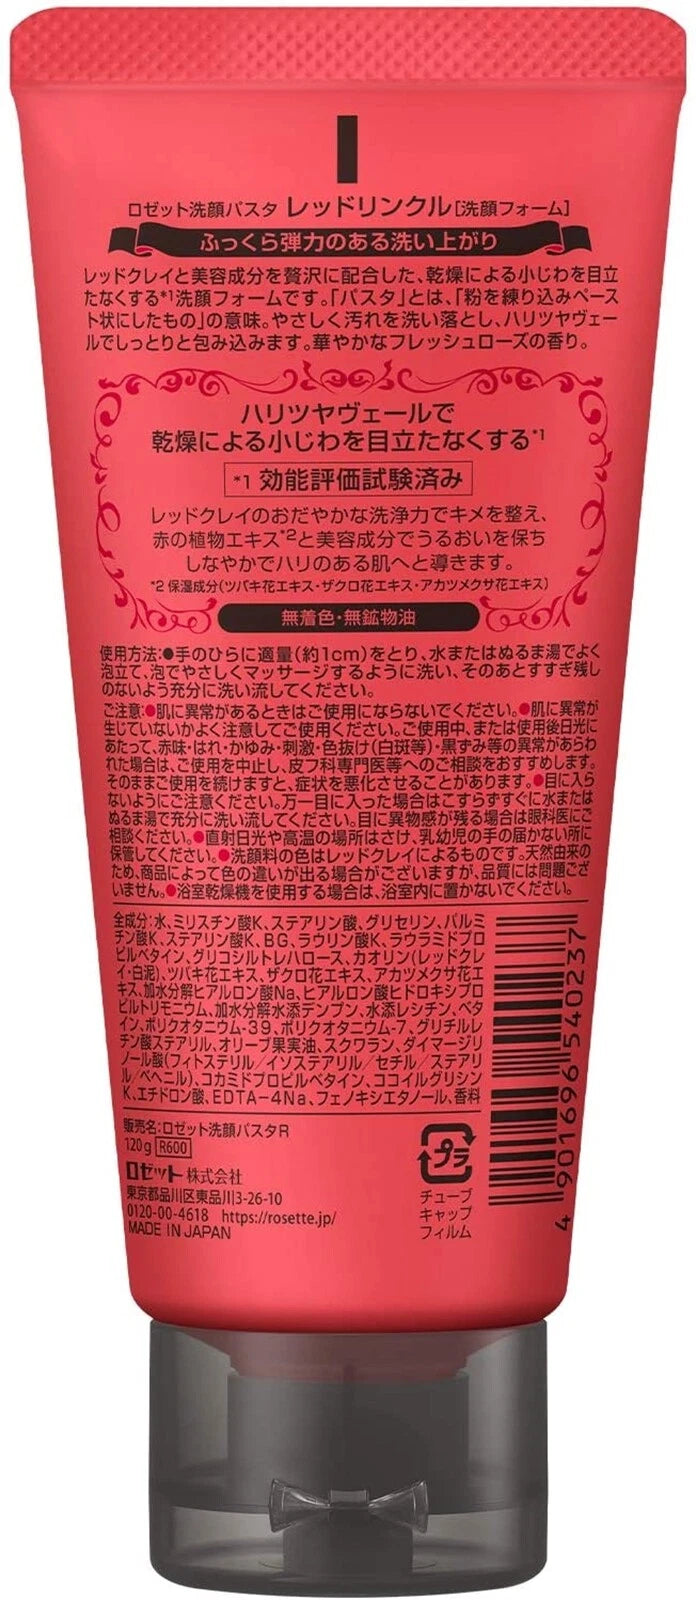 ロゼット洗顔パスタ レッドリンクル[洗顔フォーム]
ふっくら弾力のある洗い上がり
レッドクレイと美容成分を贅沢に配合した、乾燥による小じわを目立
たなくする*1洗顔フォームです。「パスタ」とは、「粉を練り込みペース
ト状にしたもの」の意味。やさしく汚れを洗い落とし、ハリツヤヴェー
ルでしっとりと包み込みます。華やかなフレッシュローズの香り。
ハリツヤヴェールで
乾燥による小じわを目立たなくする*1
*1 効能評価試験済み
レッドクレイのおだやかな洗浄力でキメを整え、
赤の植物エキス*2と美容成分でうるおいを保ち
しなやかでハリのある肌へと導きます。
*2 保湿成分(ツバキ花エキス・ザクロ花エキス・アカツメクサ花エキス)
無着色・無鉱物油
使用方法:●手のひらに適量(約1cm)をとり、水またはぬるま湯でよく
泡立て、泡でやさしくマッサージするように洗い、そのあとすすぎ残し
のないよう充分に洗い流してください。
ご注意:●肌に異常があるときはご使用にならないでください。●肌に異常が
生じていないかよく注意してご使用ください。ご使用中、または使用後日光に
あたって、赤味・はれ・かゆみ・刺激・色抜け(白斑等)・黒ずみ等の異常があらわ
れた場合は、ご使用を中止し、皮フ科専門医等へのご相談をおすすめします。
そのままご使用を続けますと、症状を悪化させることがあります。●目に入ら
ないようにご注意ください。万一目に入った場合はこすらずすぐに水または
ぬるま湯で充分に洗い流してください。目に異物感が残る場合は眼科医にご
相談ください。●直射日光や高温の場所はさけ、乳幼児の手の届かない所に
保管してください。●洗顔料の色はレッドクレイによるものです。天然由来の
ため、商品によって色の違いが出る場合がございますが、品質には問題ござ
いません。●浴室乾燥機を使用する場合は、浴室内に置かないでください。
全成分:水、ミリスチン酸K、ステアリン酸、グリセリン、パルミ
チン酸K、ステアリン酸K、BG、ラウリン酸K、ラウラミドプロ
ピルベタイン、グリコシルトレハロース、カオリン(レッドクレ
イ・白泥)、ツバキ花エキス、ザクロ花エキス、アカツメクサ花エ
キス、加水分解ヒアルロン酸Na、ヒアルロン酸ヒドロキシプロ
ピルトリモニウム、加水分解水添デンプン、水添レシチン、ベタ
イン、ポリクオタニウム-39、ポリクオタニウム-7、グリチルレ
チン酸ステアリル、オリーブ果実油、スクワラン、ダイマージリ
ノール酸(フィトステリル/イソステアリル/セチル/ステアリ
ル/ベヘニル)、コカミドプロピルベタイン、ココイルグリシン
K、エチドロン酸、EDTA-4Na、フェノキシエタノール、香料
販売名:ロゼット洗顔パスタR
120g R600
ロゼット株式会社
東京都品川区東品川3-26-10
0120-00-4618 https://rosette.jp/
MADE IN JAPAN
プラ
チューブ
キャップ
フィルム
4 901696 540237